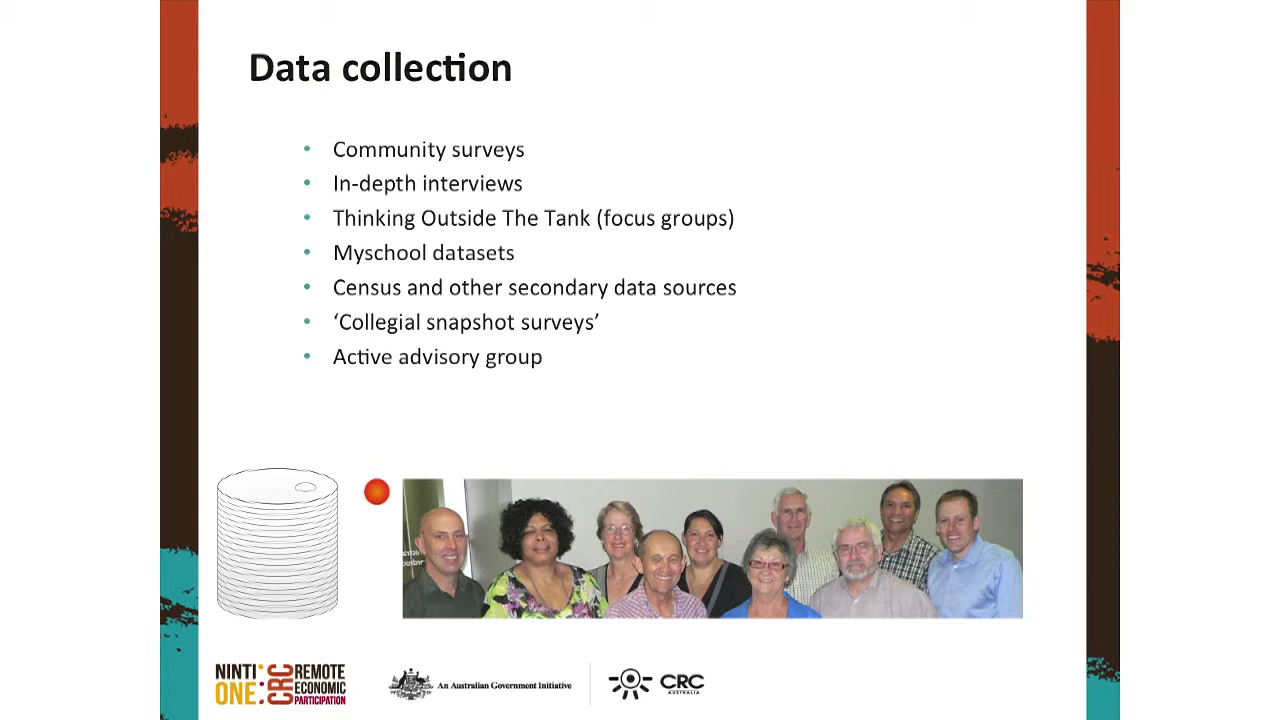 Data collection
• Community surveys
• In-depth interviews
• Thinking Outside The Tank (focus groups)
• Myschool datasets
• Census and other secondary data sources
• ‘Collegial snapshot surveys’
• Active advisory group
NINTI ONE:
CRC
REMOTE
ECONOMIC
PARTICIPATION
An Australian Government Initiative
CRC
AUSTRALIA